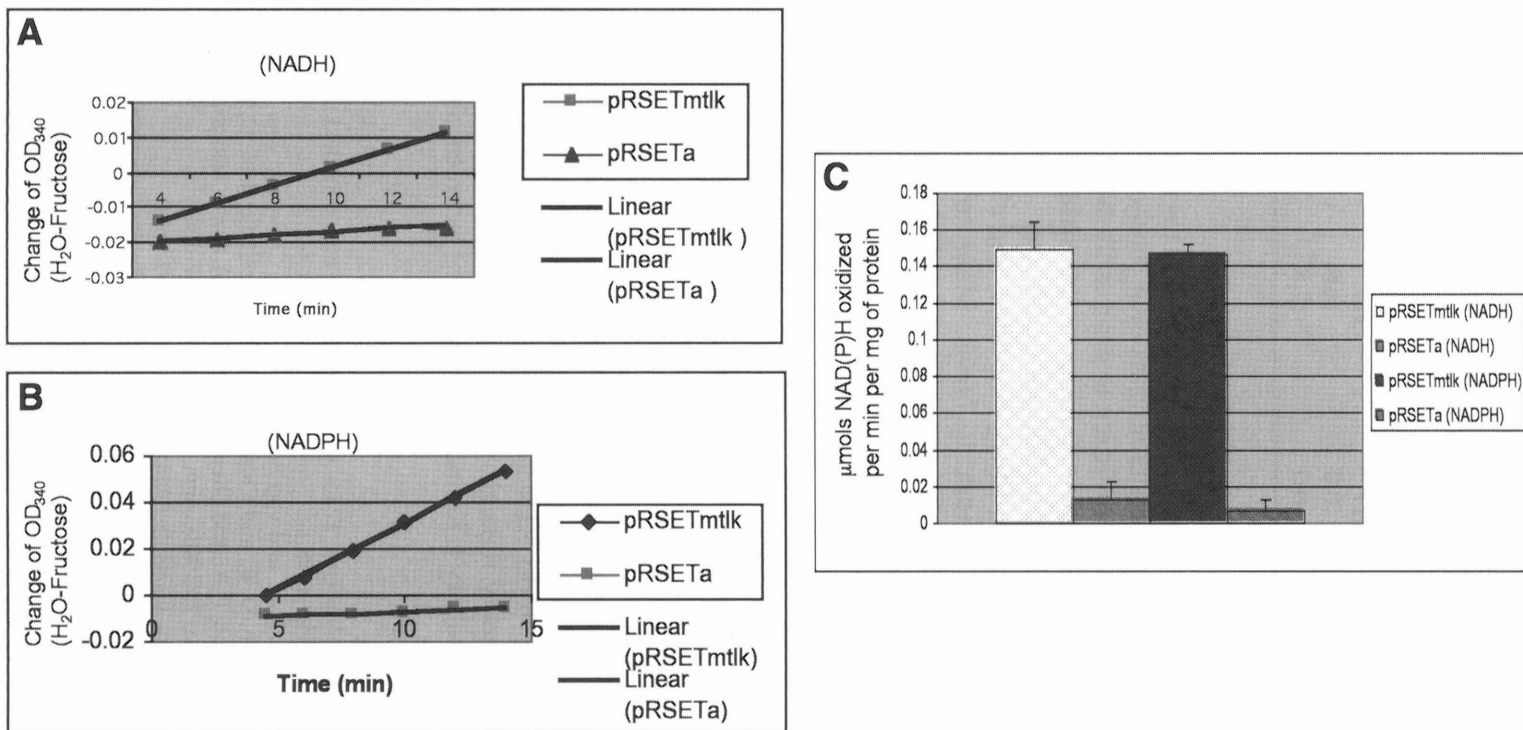 A
(NADH)
Change of OD340
(H2O-Fructose)
0.02
0.01
0
-0.01
-0.02
-0.03
4 6 8 10 12 14
Time (min)
pRSETmtlk
pRSETa
Linear
(pRSETmtlk )
Linear
(pRSETa )
B
(NADPH)
Change of OD340
(H2O-Fructose)
0.06
0.04
0.02
0
-0.02
0 5 10 15
Time (min)
pRSETmtlk
pRSETa
Linear
(pRSETmtlk)
Linear
(pRSETa)
C
µmols NAD(P)H oxidized
per min per mg of protein
0.18
0.16
0.14
0.12
0.1
0.08
0.06
0.04
0.02
0
pRSETmtlk (NADH)
pRSETa (NADH)
pRSETmtlk (NADPH)
pRSETa (NADPH)